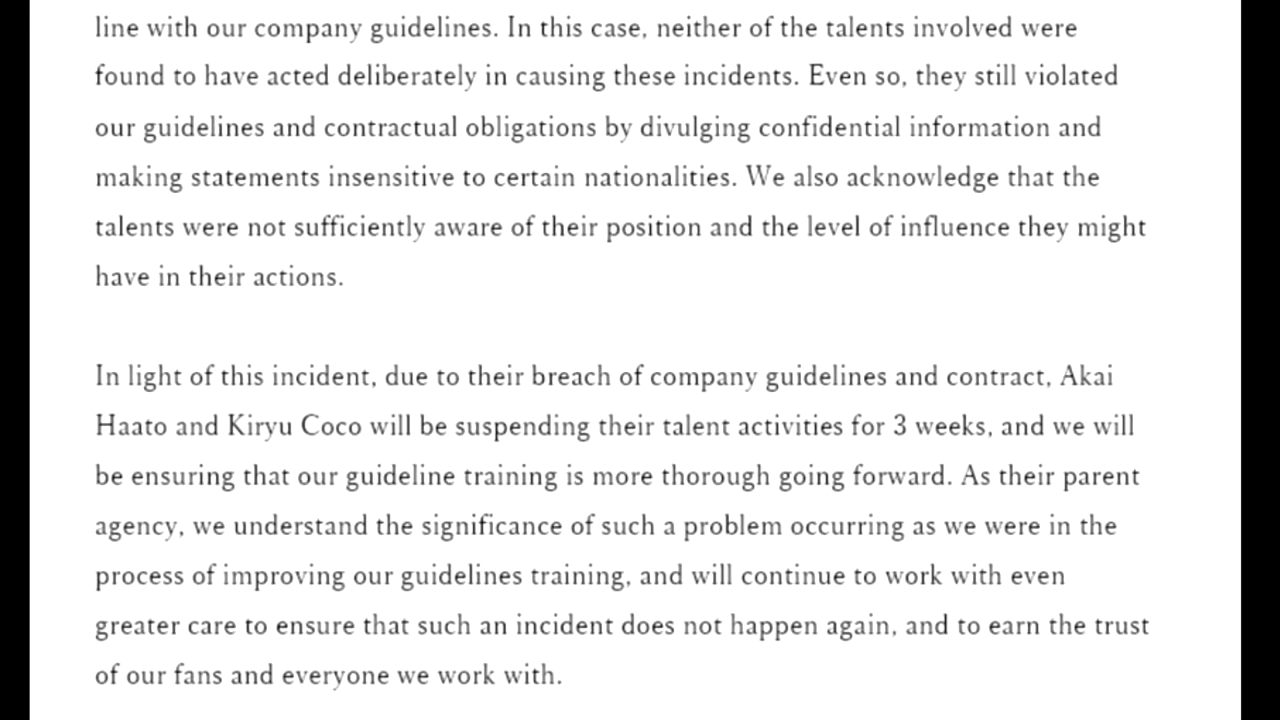 line with our company guidelines. In this case, neither of the talents involved were
found to have acted deliberately in causing these incidents. Even so, they still violated
our guidelines and contractual obligations by divulging confidential information and
making statements insensitive to certain nationalities. We also acknowledge that the
talents were not sufficiently aware of their position and the level of influence they might
have in their actions.
In light of this incident, due to their breach of company guidelines and contract, Akai
Haato and Kiryu Coco will be suspending their talent activities for 3 weeks, and we will
be ensuring that our guideline training is more thorough going forward. As their parent
agency, we understand the significance of such a problem occurring as we were in the
process of improving our guidelines training, and will continue to work with even
greater care to ensure that such an incident does not happen again, and to earn the trust
of our fans and everyone we work with.